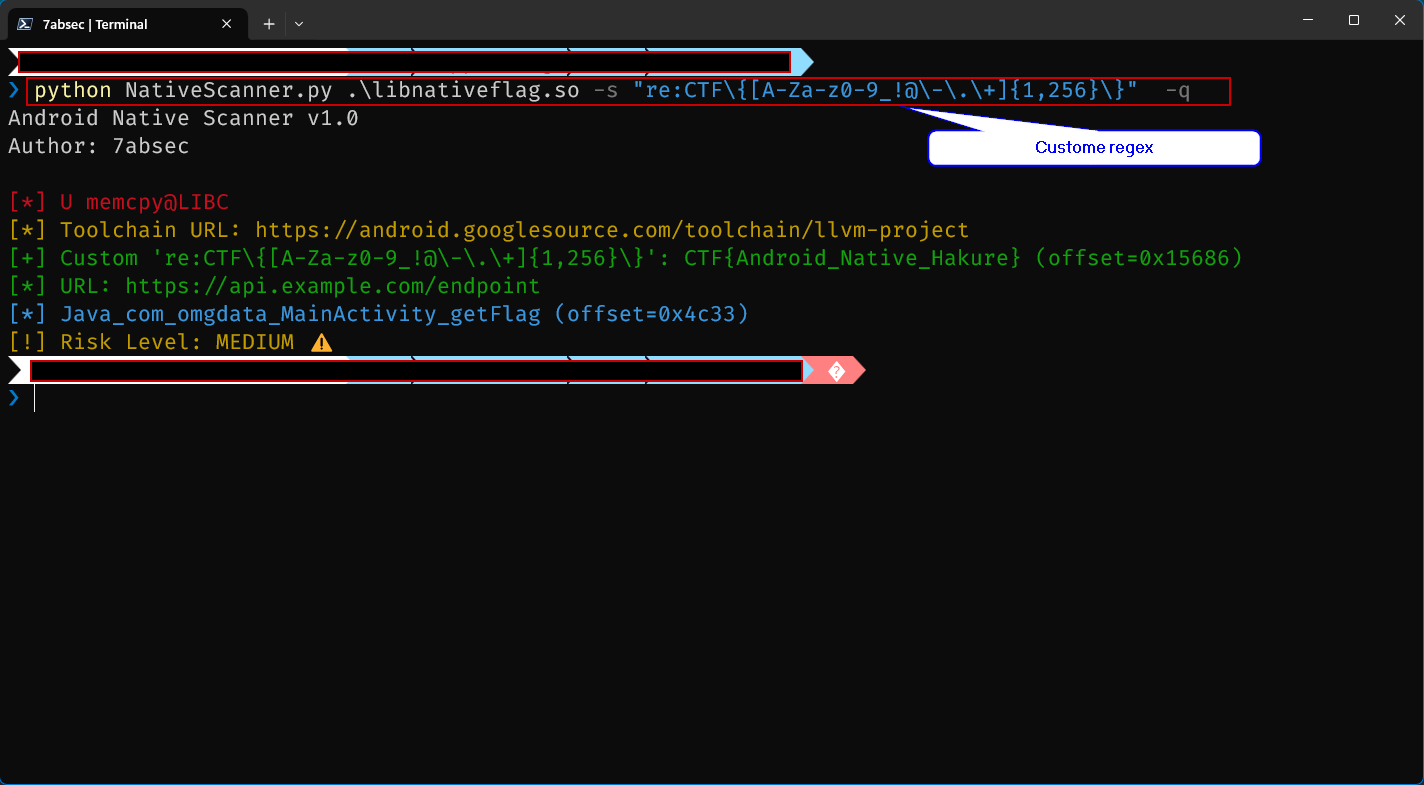 7absec | Terminal
❯ python NativeScanner.py .\libnativeflag.so -s "re:CTF\{[A-Za-z0-9_!@\-\.\+]{1,256}\}" -q
Android Native Scanner v1.0
Author: 7absec
Custome regex
[*] U memcpy@LIBC
[*] Toolchain URL: https://android.googlesource.com/toolchain/llvm-project
[+] Custom 're:CTF\{[A-Za-z0-9_!@\-\.\+]{1,256}\}': CTF{Android_Native_Hakure} (offset=0x15686)
[*] URL: https://api.example.com/endpoint
[*] Java_com_omgdata_MainActivity_getFlag (offset=0x4c33)
[!] Risk Level: MEDIUM ⚠️
�
❯